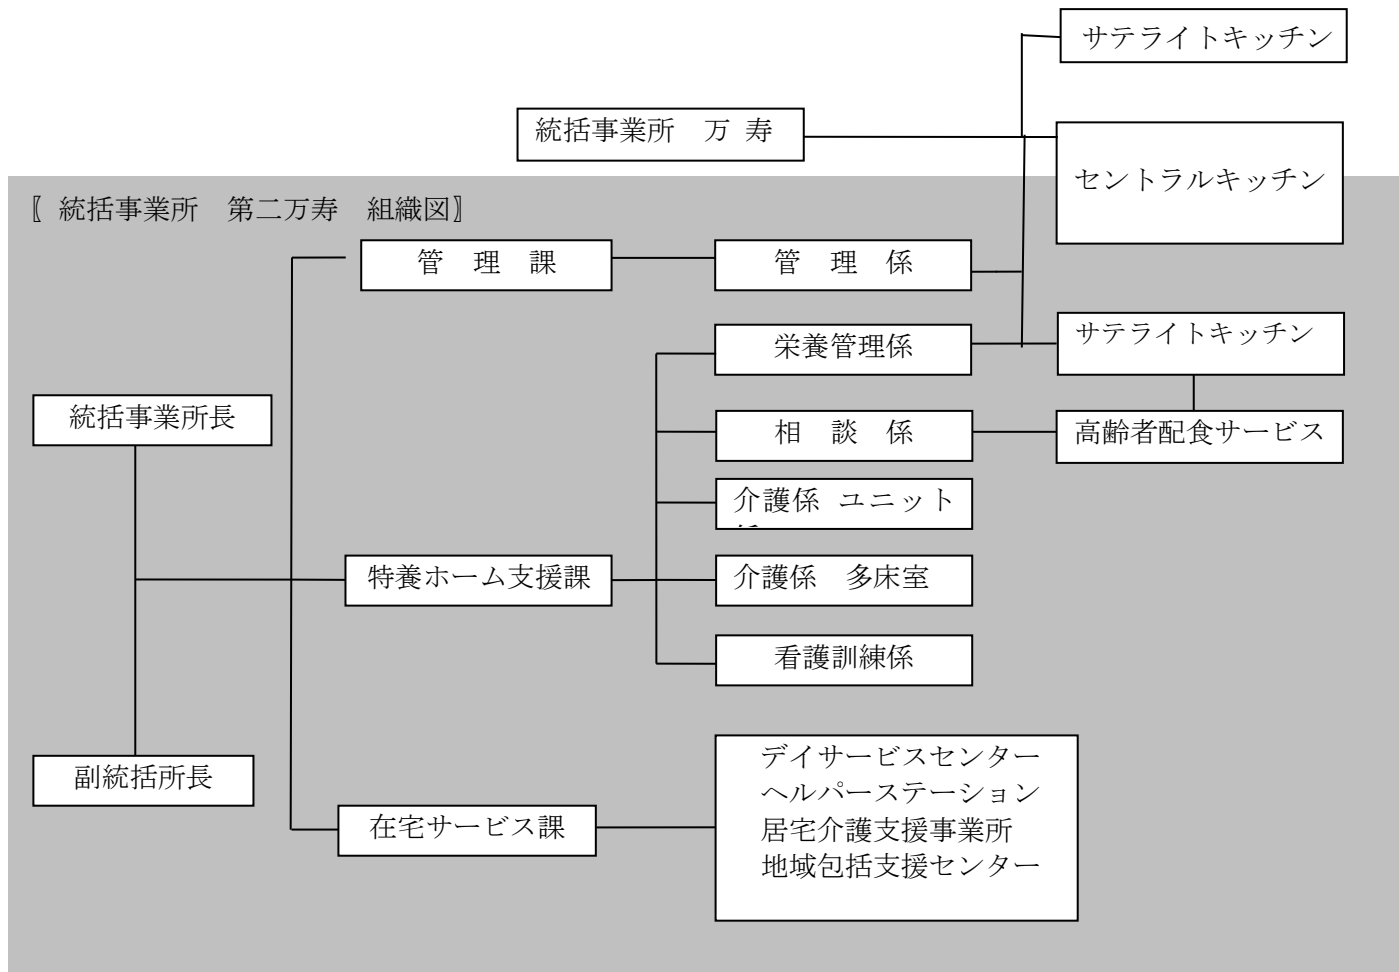 サテライトキッチン
統括事業所　万 寿
セントラルキッチン
〖 統括事業所　第二万寿　組織図〗
管　理　課
管　理　係
栄養管理係
サテライトキッチン
統括事業所長
相　談　係
高齢者配食サービス
介護係 ユニット
特養ホーム支援課
介護係　多床室
看護訓練係
副統括所長
在宅サービス課
デイサービスセンター
ヘルパーステーション
居宅介護支援事業所
地域包括支援センター